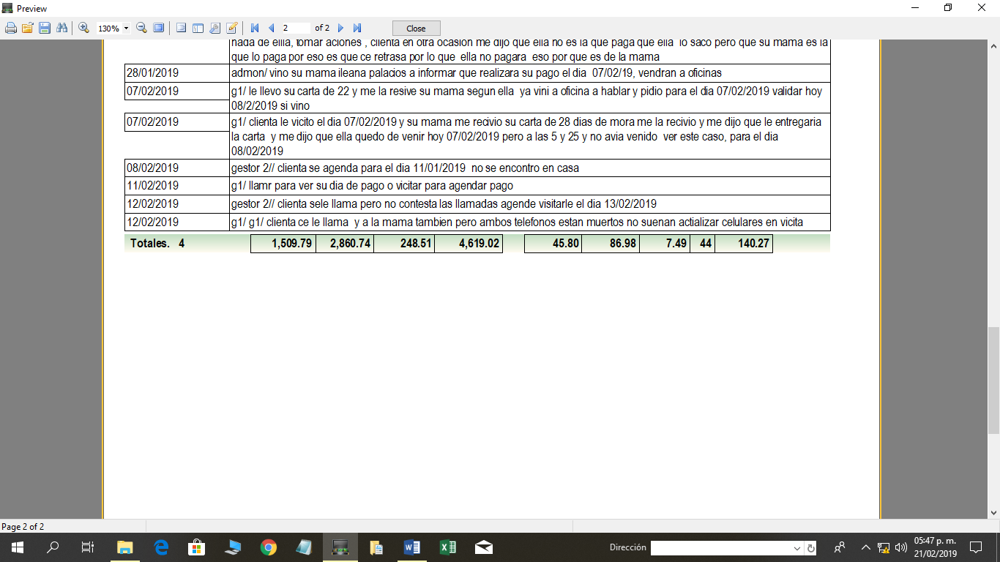 Preview
130% 2 of 2 Close
nada de ellla, tomar aciones , clienta en otra ocasion me dijo que ella no es la que paga que ella lo saco pero que su mama es la
que lo paga por eso es que ce retrasa por lo que ella no pagara eso por que es de la mama
28/01/2019 admon/ vino su mama ileana palacios a informar que realizara su pago el dia 07/02/19, vendran a oficinas
07/02/2019 g1/ le llevo su carta de 22 y me la resive su mama segun ella ya vini a oficina a hablar y pidio para el dia 07/02/2019 validar hoy
08/2/2019 si vino
07/02/2019 g1/ clienta le vicito el dia 07/02/2019 y su mama me recivio su carta de 28 dias de mora me la recivio y me dijo que le entregaria
la carta y me dijo que ella quedo de venir hoy 07/02/2019 pero a las 5 y 25 y no avia venido ver este caso, para el dia
08/02/2019
08/02/2019 gestor 2// clienta se agenda para el dia 11/01/2019 no se encontro en casa
11/02/2019 g1/ llamr para ver su dia de pago o vicitar para agendar pago
12/02/2019 gestor 2// clienta sele llama pero no contesta las llamadas agende visitarle el dia 13/02/2019
12/02/2019 g1/ g1/ clienta ce le llama y a la mama tambien pero ambos telefonos estan muertos no suenan actializar celulares en vicita
Totales. 4 1,509.79 2,860.74 248.51 4,619.02 45.80 86.98 7.49 44 140.27
Page 2 of 2
Dirección 05:47 p. m.
21/02/2019